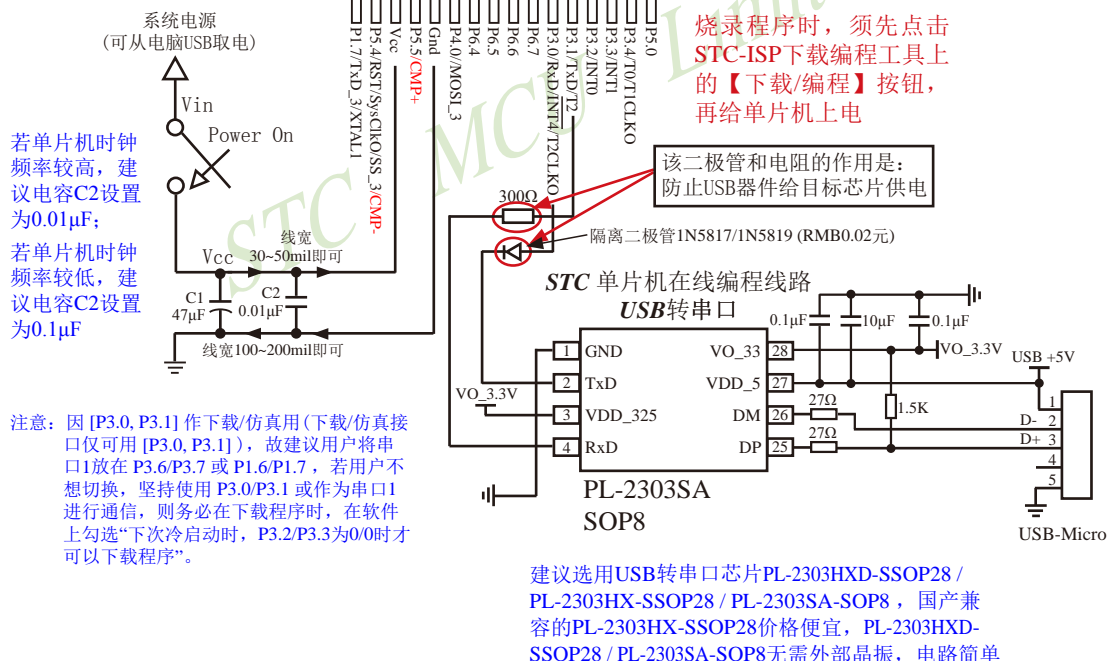 系统电源
(可从电脑USB取电)
Vin
Power On
若单片机时钟
频率较高，建
议电容C2设置
为0.01μF；
若单片机时钟
频率较低，建
议电容C2设置
为0.1μF
Vcc
线宽
30~50mil即可
C1
47μF
C2
0.01μF
线宽100~200mil即可
P1.7/TxD_3/XTAL1
P5.4/RST/SysClkO/SS_3/CMP-
Vcc
P5.5/CMP+
Gnd
P4.0/MOSI_3
P6.4
P6.5
P6.6
P6.7
P3.0/RxD/INT4/T2CLKO
P3.1/TxD/T2
P3.2/INT0
P3.3/INT1
P3.4/T0/T1CLKO
P5.0
STC MCU Limi
烧录程序时，须先点击
STC-ISP下载编程工具上
的【下载/编程】按钮，
再给单片机上电
该二极管和电阻的作用是：
防止USB器件给目标芯片供电
300Ω
隔离二极管1N5817/1N5819 (RMB0.02元)
STC 单片机在线编程线路
USB转串口
0.1μF
10μF
0.1μF
1 GND
2 TxD
3 VDD_325
4 RxD
VO_33 28
VDD_5 27
DM 26
DP 25
VO_3.3V
VO_3.3V
USB +5V
27Ω
27Ω
1.5K
D-
D+
1
2
3
4
5
USB-Micro
PL-2303SA
SOP8
注意：因 [P3.0, P3.1] 作下载/仿真用(下载/仿真接
口仅可用 [P3.0, P3.1] )，故建议用户将串
口1放在 P3.6/P3.7 或 P1.6/P1.7 ，若用户不
想切换，坚持使用 P3.0/P3.1 或作为串口1
进行通信，则务必在下载程序时，在软件
上勾选“下次冷启动时，P3.2/P3.3为0/0时才
可以下载程序”。
建议选用USB转串口芯片PL-2303HXD-SSOP28 /
PL-2303HX-SSOP28 / PL-2303SA-SOP8 ，国产兼
容的PL-2303HX-SSOP28价格便宜，PL-2303HXD-
SSOP28 / PL-2303SA-SOP8无需外部晶振，电路简单